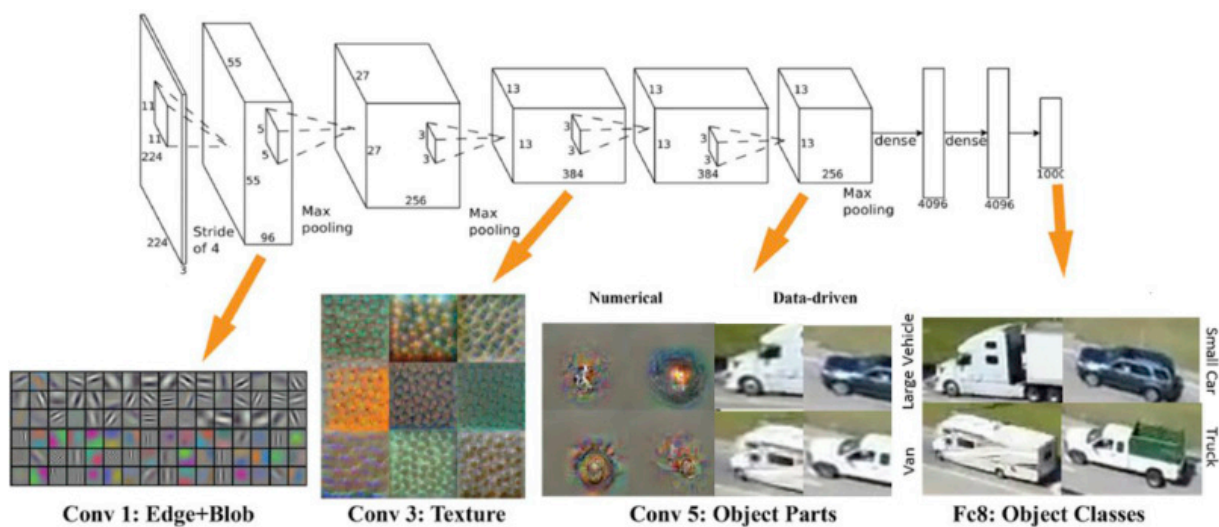 11
11
224
224
3
Stride
of 4
55
55
5
5
96
Max
pooling
27
27
3
3
256
Max
pooling
13
13
3
3
384
13
13
3
3
384
13
13
256
Max
pooling
dense
4096
dense
4096
1000
Numerical
Data-driven
Large Vehicle
Small Car
Van
Truck
Conv 1: Edge+Blob
Conv 3: Texture
Conv 5: Object Parts
Fc8: Object Classes